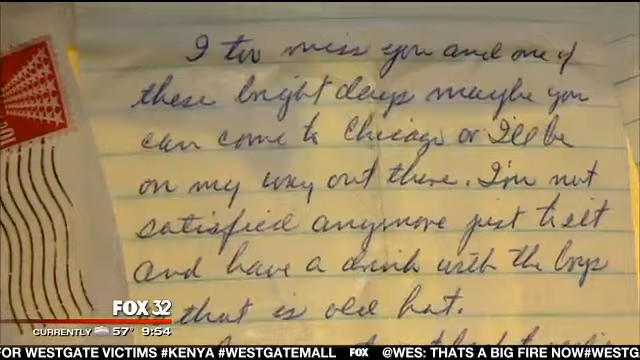 I too miss you and one of
these bright days maybe you
can come to Chicago or I'll be
on my way out there. I'm not
satisfied anymore just to sit
and have a drink with the boys
that is old hat.
FOX 32
CURRENTLY 57° 9:54
FOR WESTGATE VICTIMS #KENYA #WESTGATEMALL FOX @WES: THATS A BIG FIRE NOW#WESTGAT